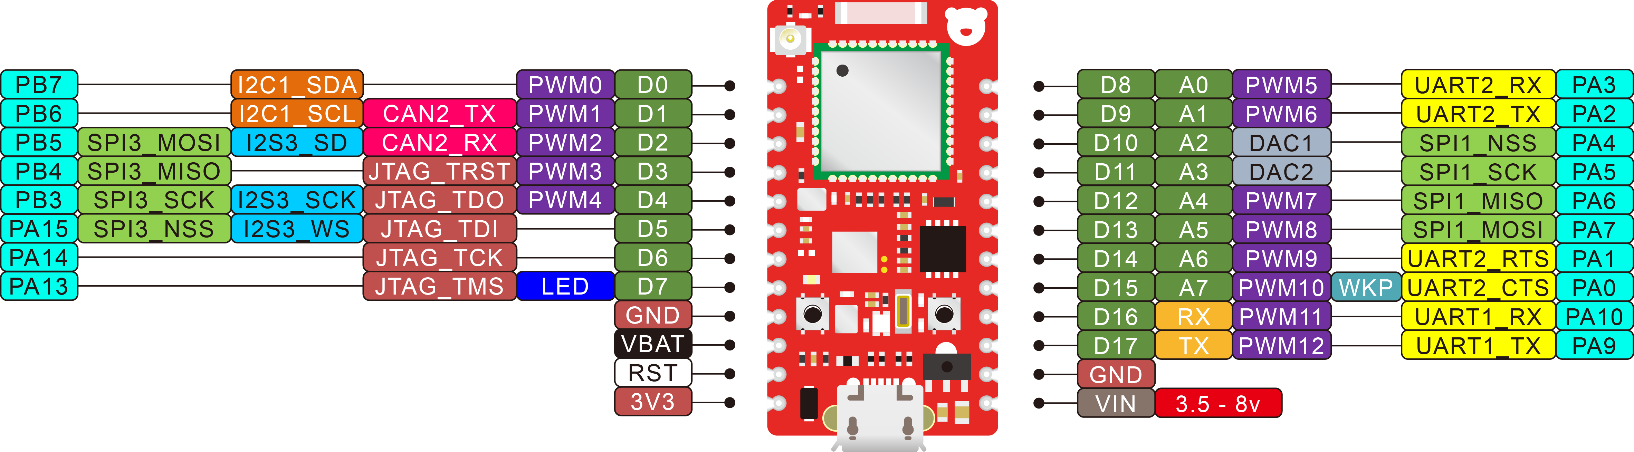 PB7 I2C1_SDA PWM0 D0 D8 A0 PWM5 UART2_RX PA3
PB6 I2C1_SCL CAN2_TX PWM1 D1 D9 A1 PWM6 UART2_TX PA2
PB5 SPI3_MOSI I2S3_SD CAN2_RX PWM2 D2 D10 A2 DAC1 SPI1_NSS PA4
PB4 SPI3_MISO JTAG_TRST PWM3 D3 D11 A3 DAC2 SPI1_SCK PA5
PB3 SPI3_SCK I2S3_SCK JTAG_TDO PWM4 D4 D12 A4 PWM7 SPI1_MISO PA6
PA15 SPI3_NSS I2S3_WS JTAG_TDI D5 D13 A5 PWM8 SPI1_MOSI PA7
PA14 JTAG_TCK D6 D14 A6 PWM9 UART2_RTS PA1
PA13 JTAG_TMS LED D7 D15 A7 PWM10 WKP UART2_CTS PA0
GND D16 RX PWM11 UART1_RX PA10
VBAT D17 TX PWM12 UART1_TX PA9
RST GND
3V3 VIN 3.5 - 8v